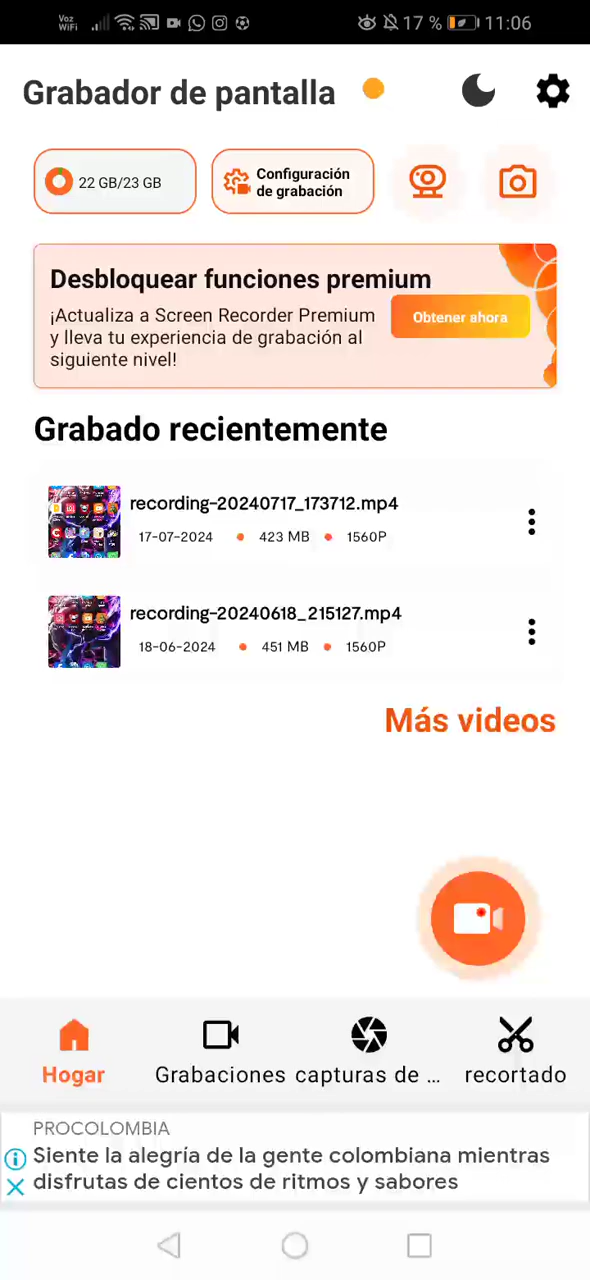 Voz
WiFi
17 %
11:06
Grabador de pantalla
22 GB/23 GB
Configuración
de grabación
Desbloquear funciones premium
¡Actualiza a Screen Recorder Premium
y lleva tu experiencia de grabación al
siguiente nivel!
Obtener ahora
Grabado recientemente
recording-20240717_173712.mp4
17-07-2024 423 MB 1560P
recording-20240618_215127.mp4
18-06-2024 451 MB 1560P
Más videos
Hogar
Grabaciones
capturas de ...
recortado
PROCOLOMBIA
Siente la alegría de la gente colombiana mientras
disfrutas de cientos de ritmos y sabores